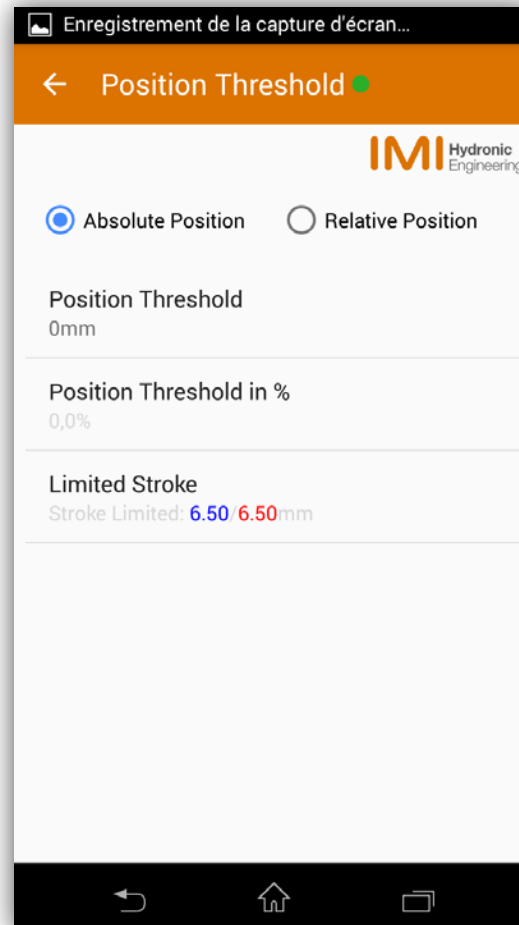 Enregistrement de la capture d'écran...
Position Threshold
IMI Hydronic
Engineering
Absolute Position Relative Position
Position Threshold
0mm
Position Threshold in %
0,0%
Limited Stroke
Stroke Limited: 6.50/6.50mm